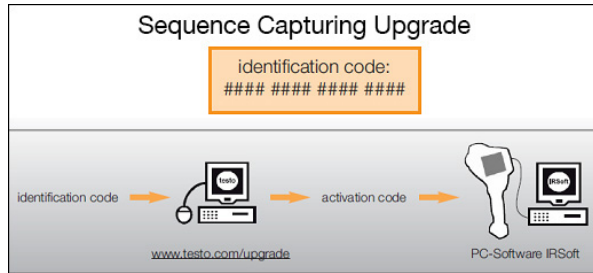 Sequence Capturing Upgrade
identification code:
#### #### #### ####
identification code
testo
activation code
IRSoft
www.testo.com/upgrade
PC-Software IRSoft